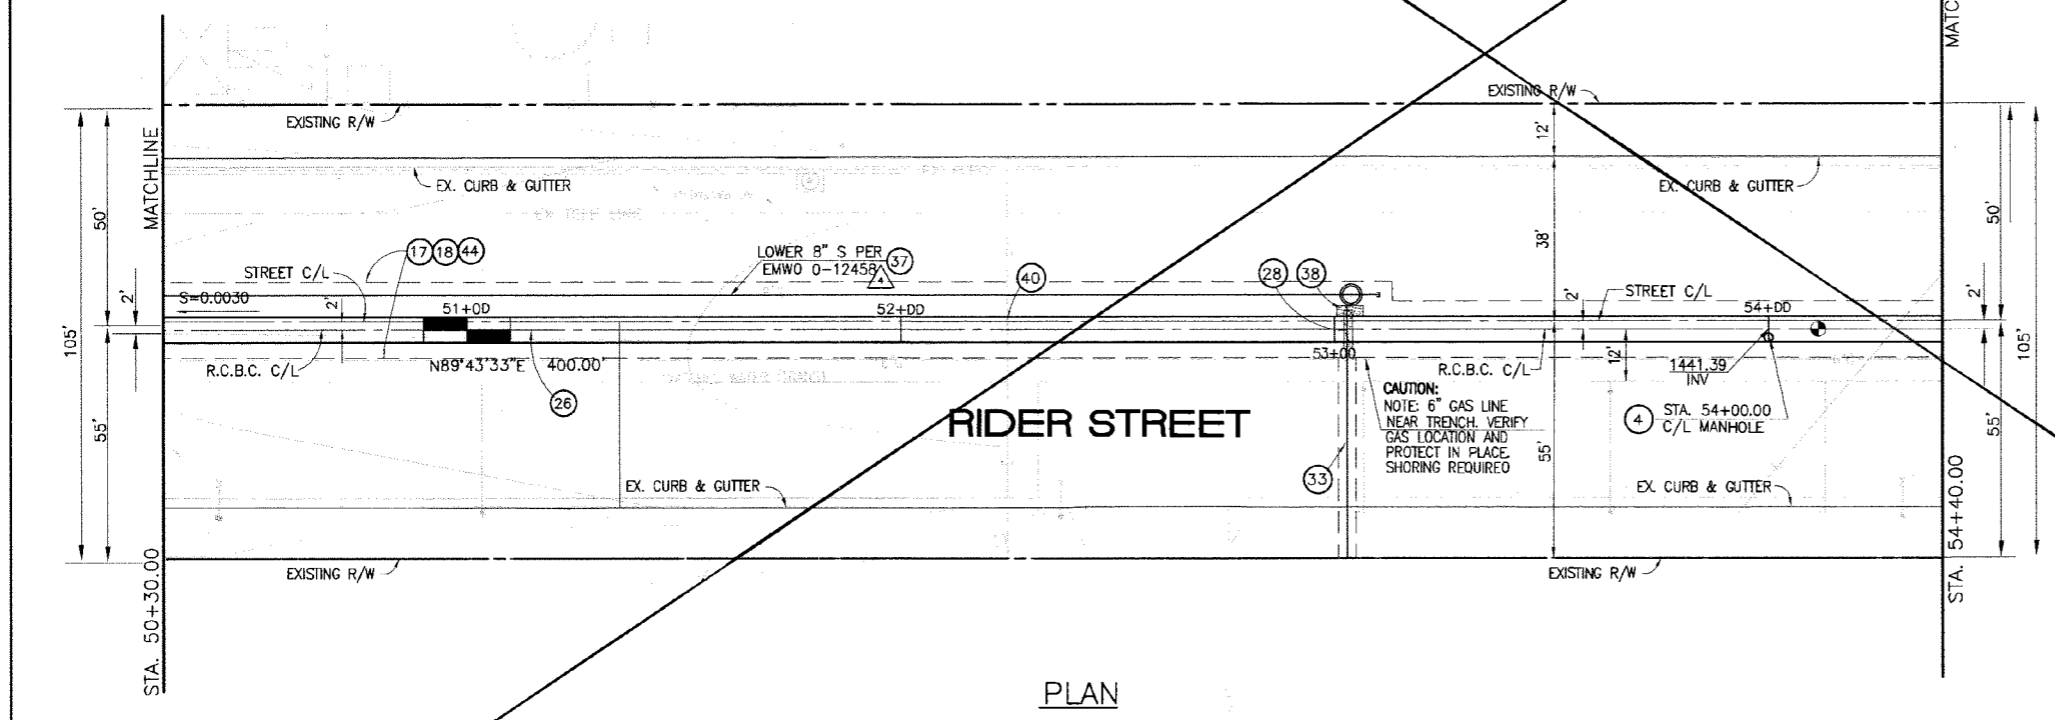 MATC
EXISTING R/W
EXISTING R/W
12'
MATCHLINE
EX. CURB & GUTTER
EX. CURB & GUTTER
50'
50'
38'
17 18 44
LOWER 8" S PER
EMWO 0-12458
37
4
40
28 38
STREET C/L
STREET C/L
S=0.0030
2'
2'
2'
2'
51+00
52+00
53+00
54+00
105'
105'
R.C.B.C. C/L
R.C.B.C. C/L
N89°43'33"E 400.00'
12'
1441.39
INV
26
RIDER STREET
CAUTION:
NOTE: 6" GAS LINE
NEAR TRENCH. VERIFY
GAS LOCATION AND
PROTECT IN PLACE.
SHORING REQUIRED
4
STA. 54+00.00
C/L MANHOLE
55'
55'
55'
33
EX. CURB & GUTTER
EX. CURB & GUTTER
EXISTING R/W
EXISTING R/W
STA. 50+30.00
STA. 54+40.00
PLAN